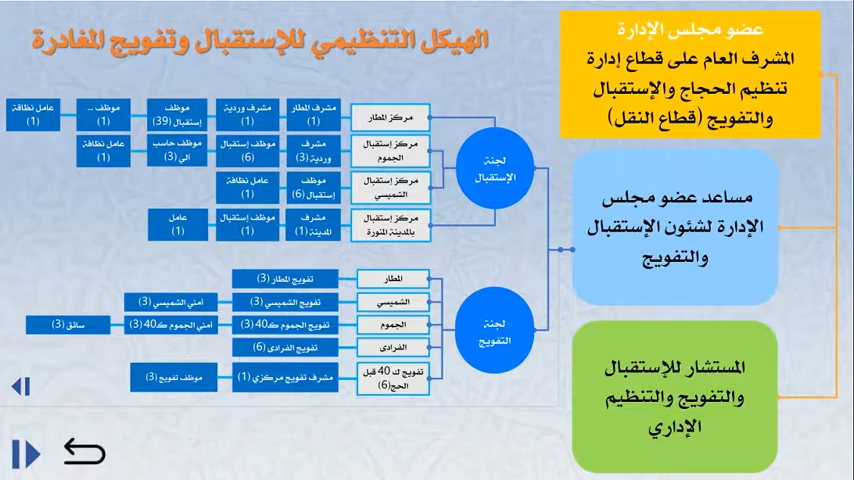 الهيكل التنظيمي للإستقبال وتفويج المغادرة
عضو مجلس الإدارة
المشرف العام على قطاع إدارة
تنظيم الحجاج والإستقبال
والتفويج (قطاع النقل)
مساعد عضو مجلس
الإدارة لشئون الإستقبال
والتفويج
المستشار للإستقبال
والتفويج والتنظيم
الإداري
لجنة
الإستقبال
مركز المطار
مشرف المطار
(1)
مشرف وردية
(1)
موظف
إستقبال (39)
موظف ...
(1)
عامل نظافة
(1)
مركز إستقبال
الجموم
مشرف
وردية (3)
موظف إستقبال
(6)
موظف حاسب
الي (3)
عامل نظافة
(1)
مركز إستقبال
الشميسي
موظف
إستقبال (6)
عامل نظافة
(1)
مركز إستقبال
بالمدينة المنورة
مشرف
المدينة (1)
موظف إستقبال
(1)
عامل
(1)
لجنة
التفويج
المطار
تفويج المطار (3)
الشميسي
تفويج الشميسي (3)
أمني الشميسي (3)
الجموم
تفويج الجموم ك40 (3)
أمني الجموم ك40 (3)
سائق (3)
الفرادى
تفويج الفرادى (6)
تفويج ك 40 قبل
الحج (6)
مشرف تفويج مركزي (1)
موظف تفويج (3)